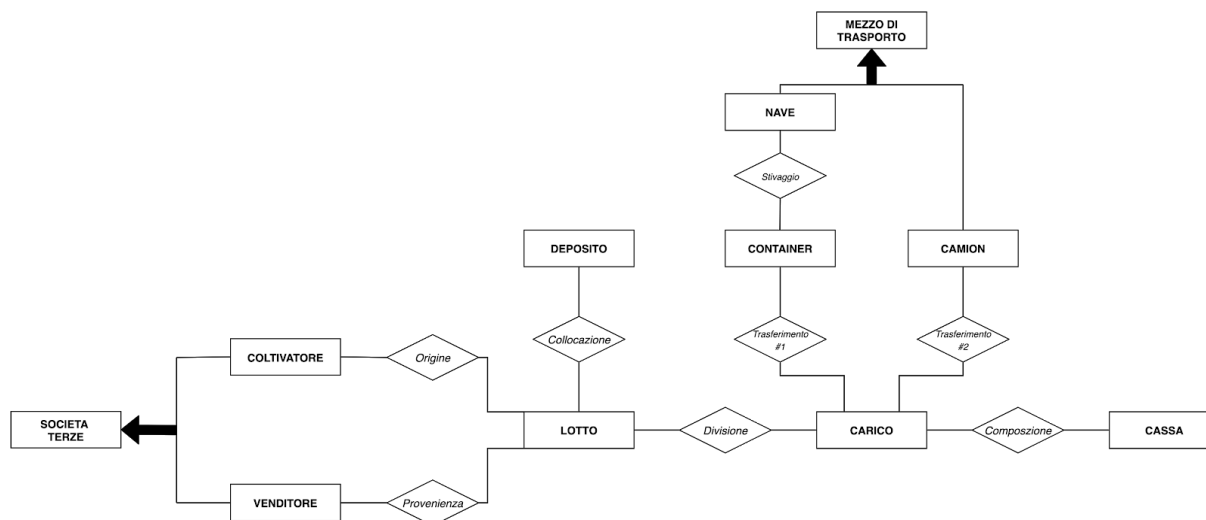 MEZZO DI
TRASPORTO
NAVE
Stivaggio
DEPOSITO
CONTAINER
CAMION
Collocazione
Trasferimento
#1
Trasferimento
#2
COLTIVATORE
Origine
SOCIETA
TERZE
LOTTO
Divisione
CARICO
Composzione
CASSA
VENDITORE
Provenienza